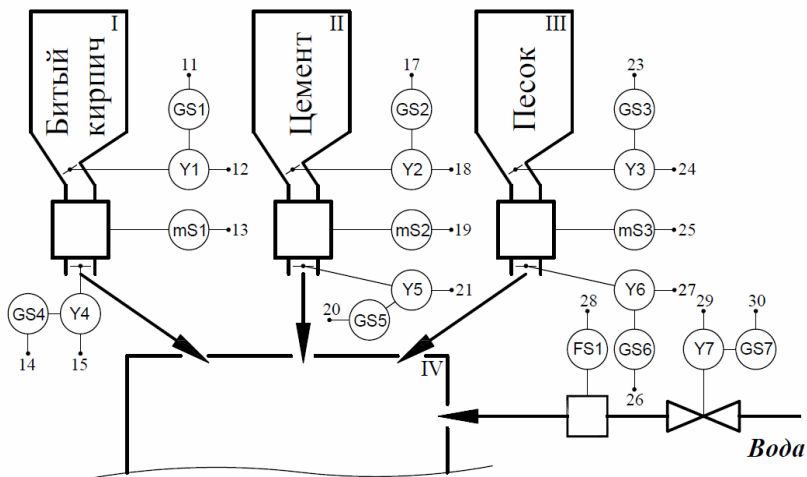 I
II
III
Битый
кирпич
Цемент
Песок
11
17
23
GS1
GS2
GS3
Y1
12
Y2
18
Y3
24
mS1
13
mS2
19
mS3
25
GS4
Y4
20
GS5
Y5
21
Y6
27
28
29
30
14
15
IV
FS1
GS6
Y7
GS7
26
Вода